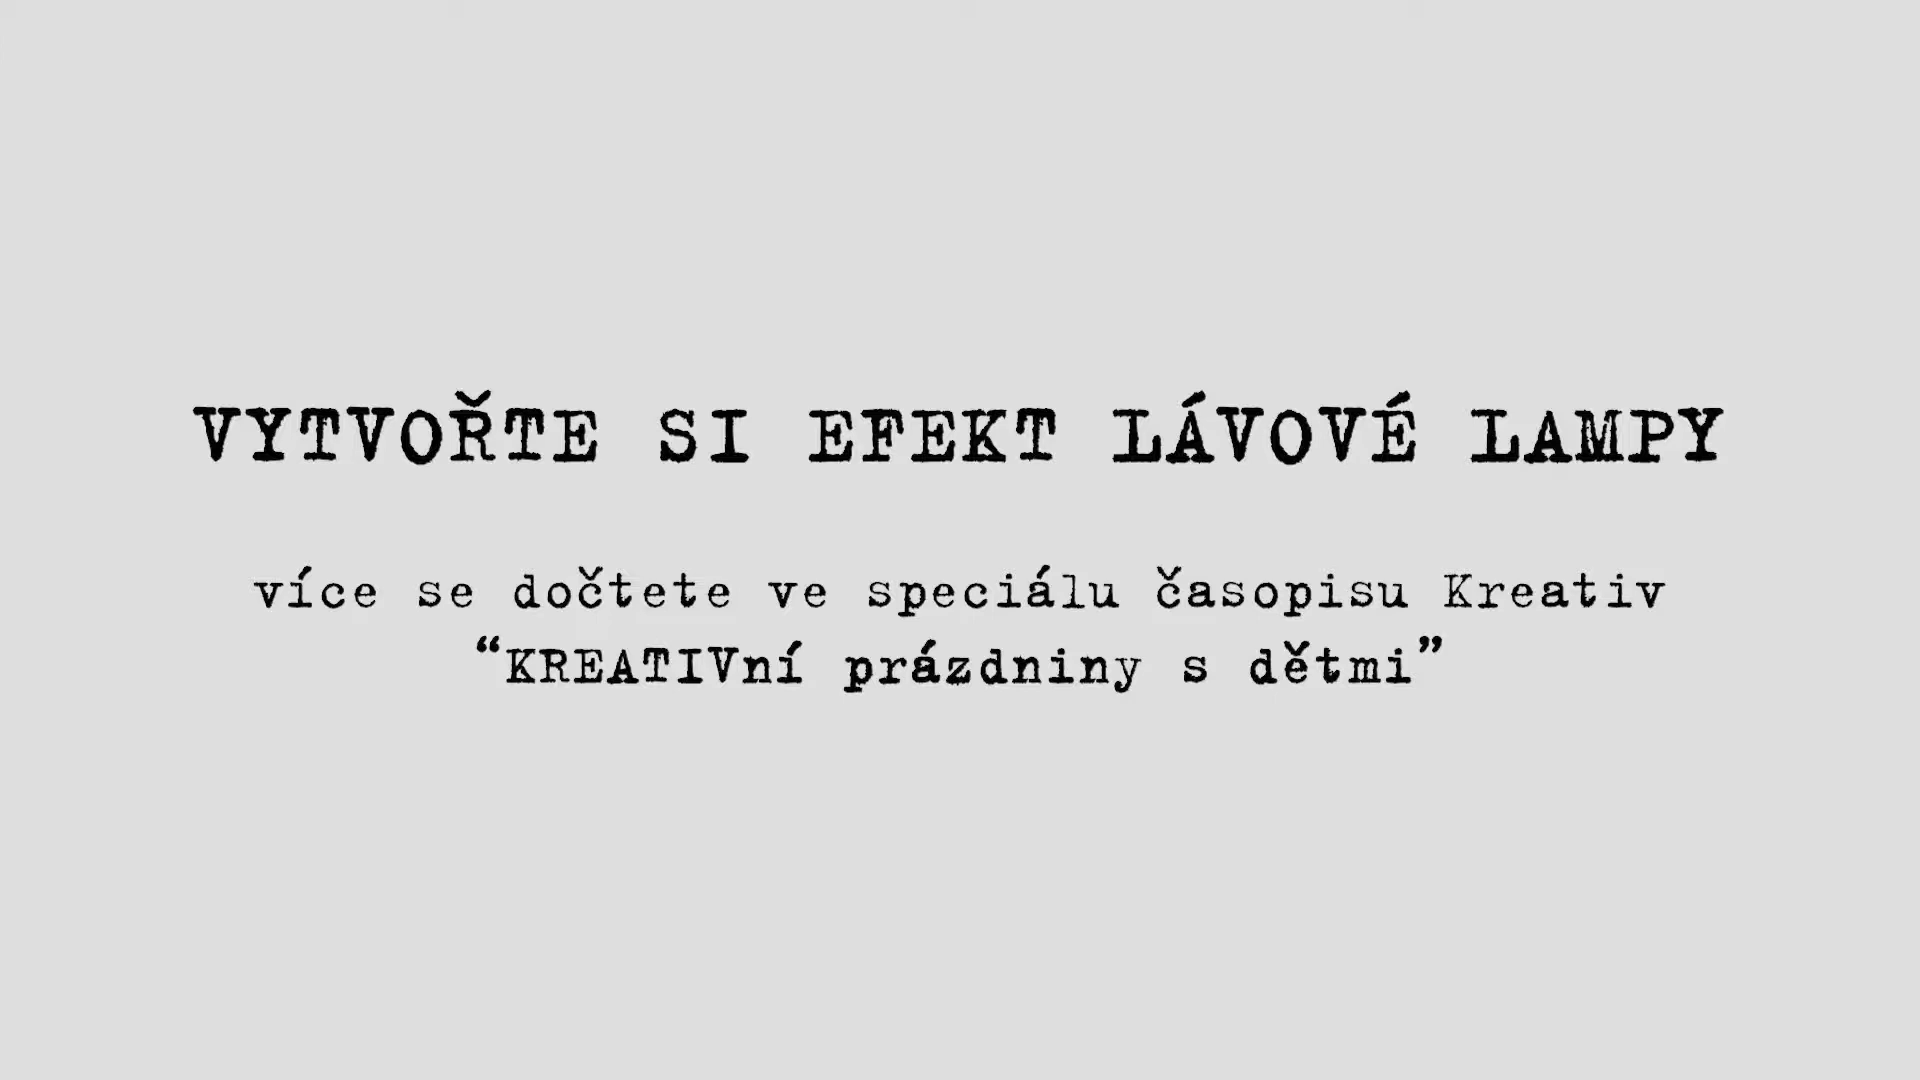 VYTVOŘTE SI EFEKT LÁVOVÉ LAMPY
více se dočtete ve speciálu časopisu Kreativ
“KREATIVní prázdniny s dětmi”